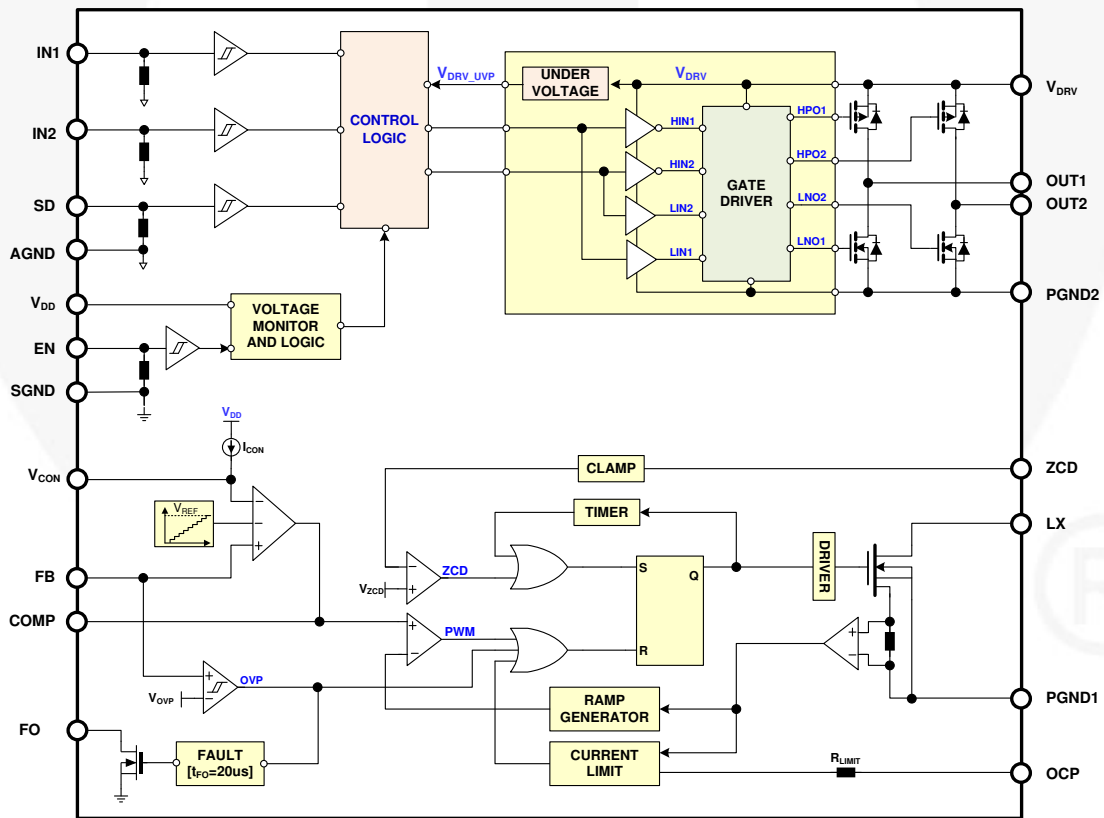 IN1
IN2
SD
AGND
VDD
EN
SGND
VCON
FB
COMP
FO
CONTROL
LOGIC
VOLTAGE
MONITOR
AND LOGIC
VDRV_UVP
UNDER
VOLTAGE
VDRV
HIN1
HIN2
LIN2
LIN1
GATE
DRIVER
HPO1
HPO2
LNO2
LNO1
VDRV
OUT1
OUT2
PGND2
VDD
ICON
VREF
−
−
+
CLAMP
TIMER
−
+
ZCD
VZCD
+
−
PWM
S
Q
R
DRIVER
+
−
+
−
OVP
VOVP
RAMP
GENERATOR
CURRENT
LIMIT
RLIMIT
FAULT
[tFO=20us]
ZCD
LX
PGND1
OCP
R